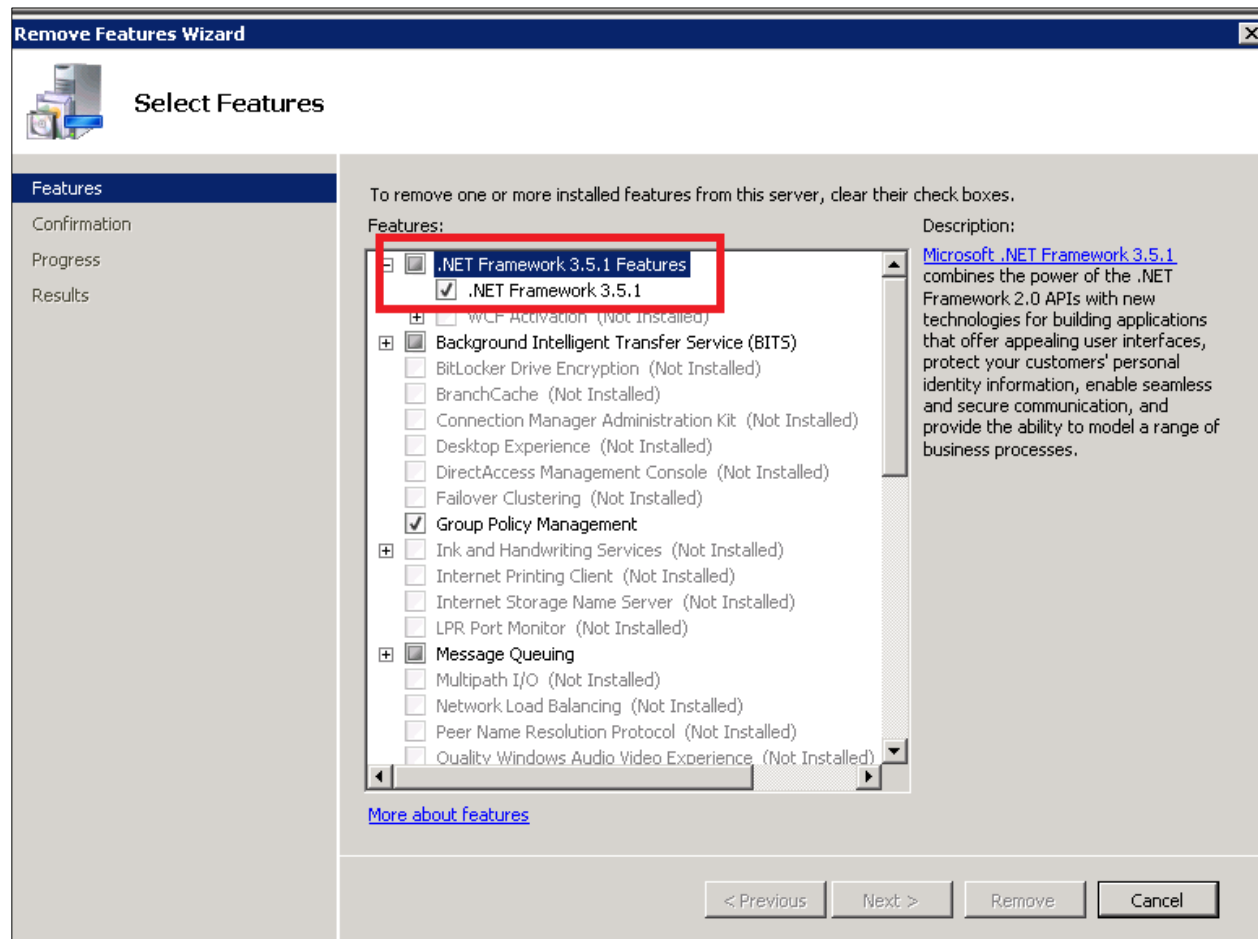 Remove Features Wizard
Select Features
Features
Confirmation
Progress
Results
To remove one or more installed features from this server, clear their check boxes.
Features:
.NET Framework 3.5.1 Features
.NET Framework 3.5.1
WCF Activation (Not Installed)
Background Intelligent Transfer Service (BITS)
BitLocker Drive Encryption (Not Installed)
BranchCache (Not Installed)
Connection Manager Administration Kit (Not Installed)
Desktop Experience (Not Installed)
DirectAccess Management Console (Not Installed)
Failover Clustering (Not Installed)
Group Policy Management
Ink and Handwriting Services (Not Installed)
Internet Printing Client (Not Installed)
Internet Storage Name Server (Not Installed)
LPR Port Monitor (Not Installed)
Message Queuing
Multipath I/O (Not Installed)
Network Load Balancing (Not Installed)
Peer Name Resolution Protocol (Not Installed)
Quality Windows Audio Video Experience (Not Installed)
Description:
Microsoft .NET Framework 3.5.1
combines the power of the .NET
Framework 2.0 APIs with new
technologies for building applications
that offer appealing user interfaces,
protect your customers' personal
identity information, enable seamless
and secure communication, and
provide the ability to model a range of
business processes.
More about features
< Previous
Next >
Remove
Cancel